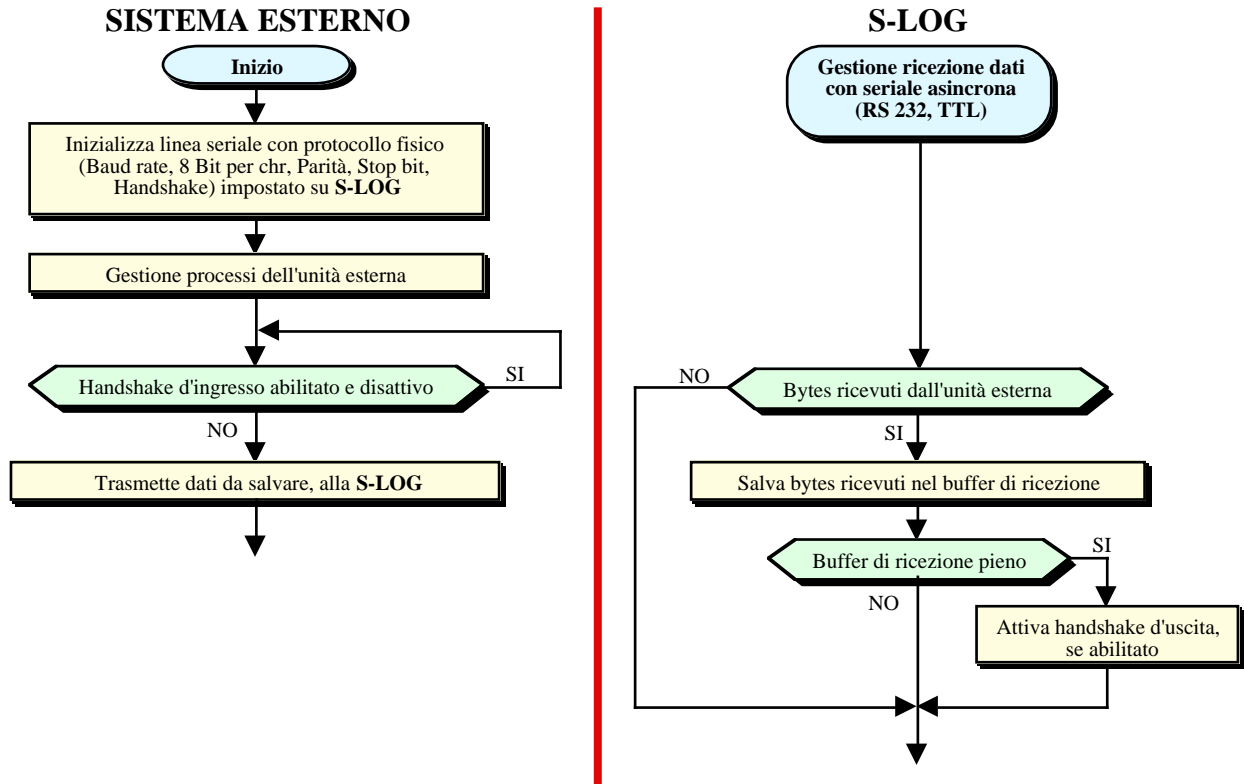 SISTEMA ESTERNO
Inizio
Inizializza linea seriale con protocollo fisico
(Baud rate, 8 Bit per chr, Parità, Stop bit,
Handshake) impostato su S-LOG
Gestione processi dell'unità esterna
Handshake d'ingresso abilitato e disattivo
SI
NO
Trasmette dati da salvare, alla S-LOG
S-LOG
Gestione ricezione dati
con seriale asincrona
(RS 232, TTL)
NO
Bytes ricevuti dall'unità esterna
SI
Salva bytes ricevuti nel buffer di ricezione
Buffer di ricezione pieno
SI
NO
Attiva handshake d'uscita,
se abilitato